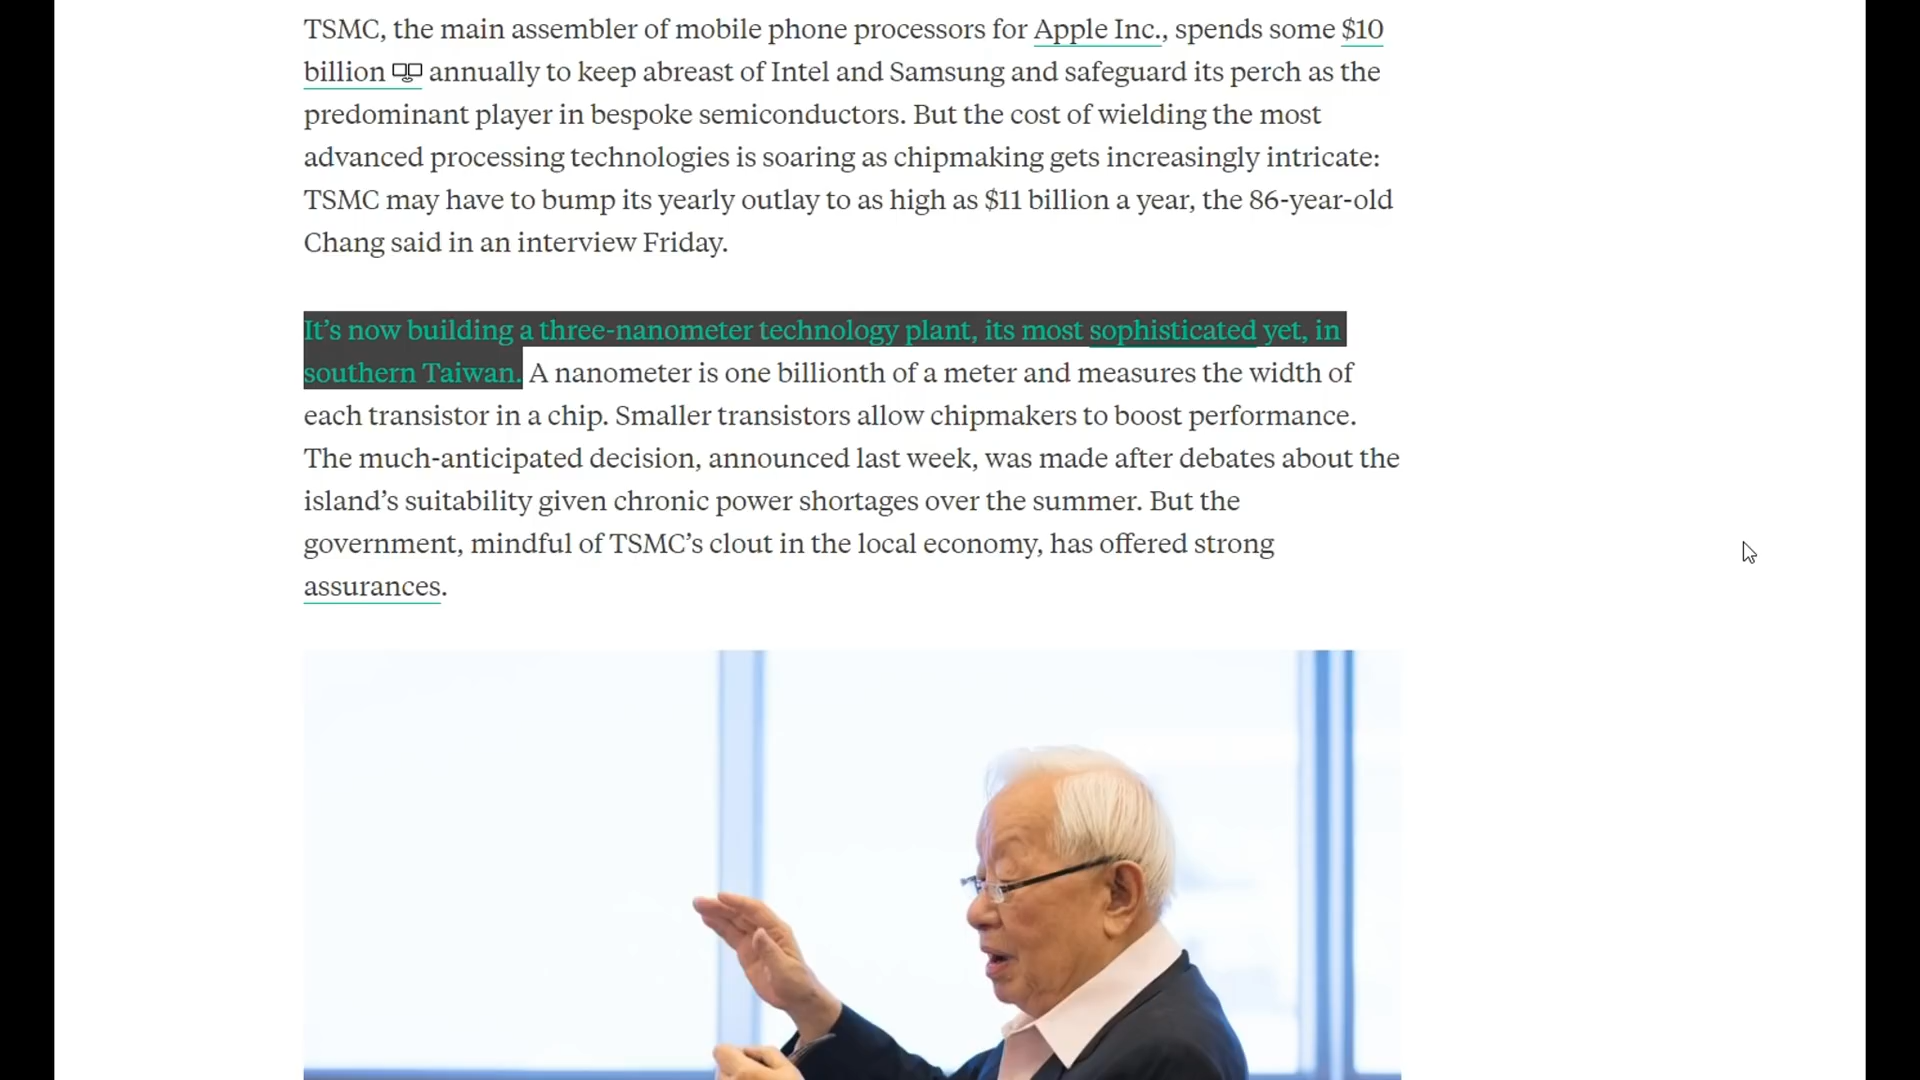 TSMC, the main assembler of mobile phone processors for Apple Inc., spends some $10
billion annually to keep abreast of Intel and Samsung and safeguard its perch as the
predominant player in bespoke semiconductors. But the cost of wielding the most
advanced processing technologies is soaring as chipmaking gets increasingly intricate:
TSMC may have to bump its yearly outlay to as high as $11 billion a year, the 86-year-old
Chang said in an interview Friday.
It’s now building a three-nanometer technology plant, its most sophisticated yet, in
southern Taiwan. A nanometer is one billionth of a meter and measures the width of
each transistor in a chip. Smaller transistors allow chipmakers to boost performance.
The much-anticipated decision, announced last week, was made after debates about the
island’s suitability given chronic power shortages over the summer. But the
government, mindful of TSMC’s clout in the local economy, has offered strong
assurances.